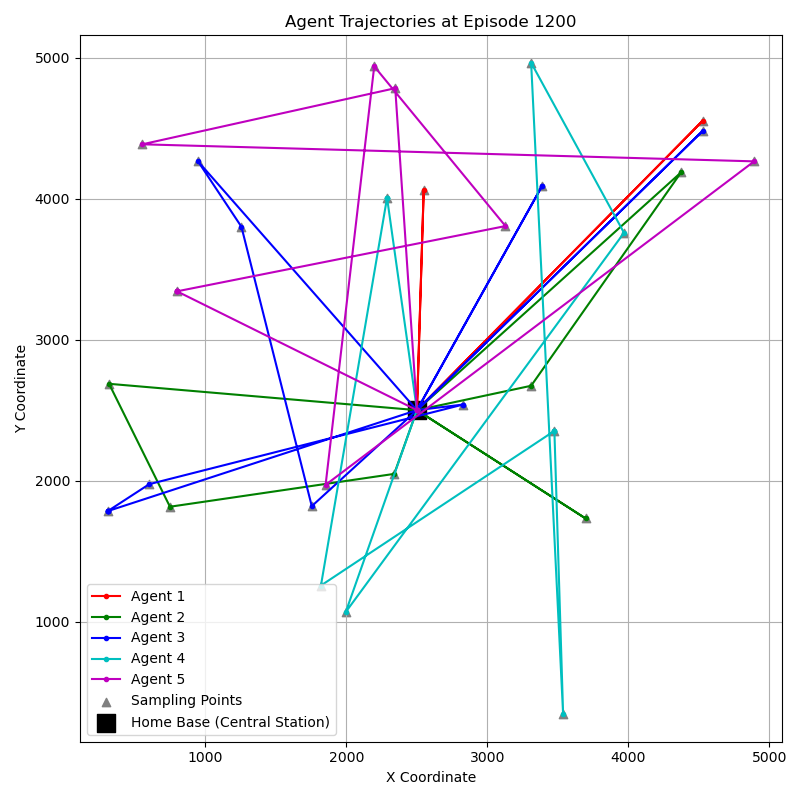 Agent Trajectories at Episode 1200
Y Coordinate
5000
4000
3000
2000
1000
Agent 1
Agent 2
Agent 3
Agent 4
Agent 5
Sampling Points
Home Base (Central Station)
1000 2000 3000 4000 5000
X Coordinate